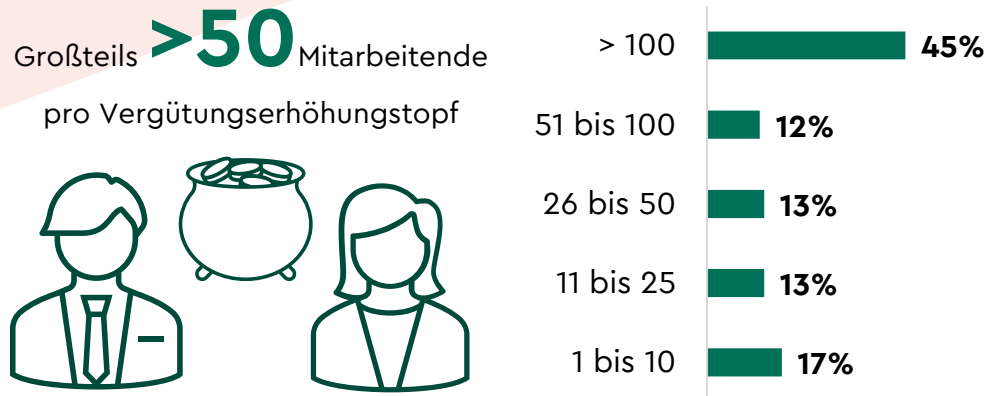 Großteils >50 Mitarbeitende
pro Vergütungserhöhungstopf
> 100 45%
51 bis 100 12%
26 bis 50 13%
11 bis 25 13%
1 bis 10 17%